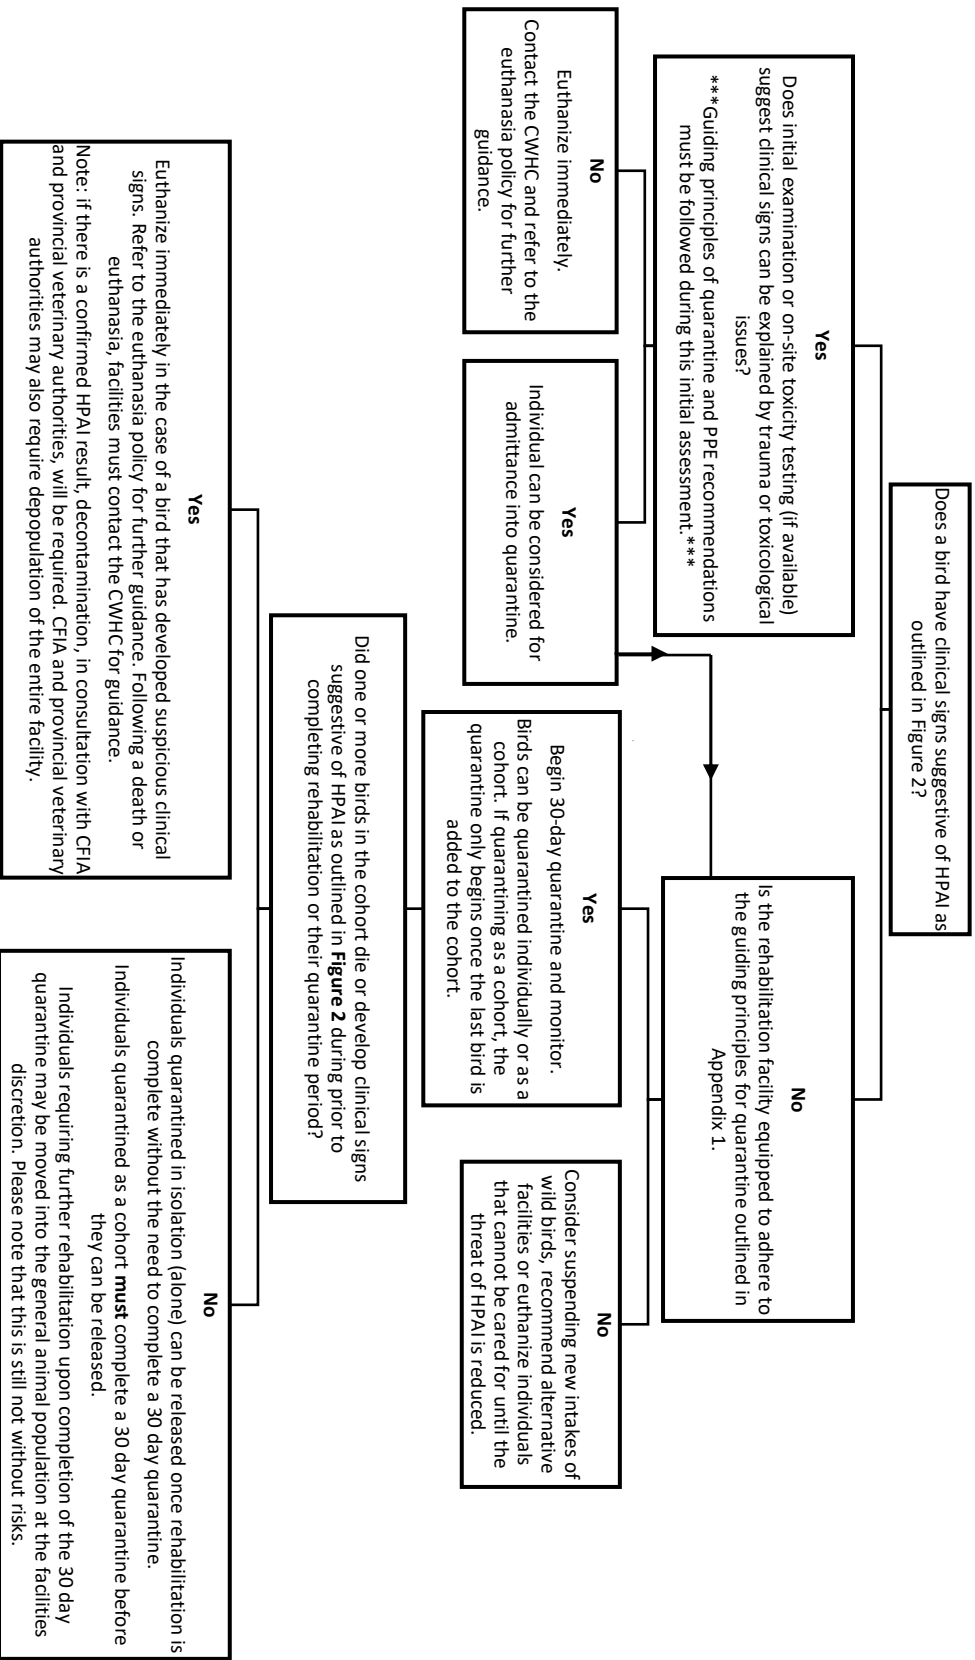 Does a bird have clinical signs suggestive of HPAI as
outlined in Figure 2?
Yes
Does initial examination or on-site toxicity testing (if available)
suggest clinical signs can be explained by trauma or toxicological
issues?
***Guiding principles of quarantine and PPE recommendations
must be followed during this initial assessment.***
No
Is the rehabilitation facility equipped to adhere to
the guiding principles for quarantine outlined in
Appendix 1.
No
Euthanize immediately.
Contact the CWHC and refer to the
euthanasia policy for further
guidance.
Yes
Individual can be considered for
admittance into quarantine.
Yes
Begin 30-day quarantine and monitor.
Birds can be quarantined individually or as a
cohort. If quarantining as a cohort, the
quarantine only begins once the last bird is
added to the cohort.
No
Consider suspending new intakes of
wild birds, recommend alternative
facilities or euthanize individuals
that cannot be cared for until the
threat of HPAI is reduced.
Did one or more birds in the cohort die or develop clinical signs
suggestive of HPAI as outlined in Figure 2 during prior to
completing rehabilitation or their quarantine period?
Yes
Euthanize immediately in the case of a bird that has developed suspicious clinical
signs. Refer to the euthanasia policy for further guidance. Following a death or
euthanasia, facilities must contact the CWHC for guidance.
Note: if there is a confirmed HPAI result, decontamination, in consultation with CFIA
and provincial veterinary authorities, will be required. CFIA and provincial veterinary
authorities may also require depopulation of the entire facility.
No
Individuals quarantined in isolation (alone) can be released once rehabilitation is
complete without the need to complete a 30 day quarantine.
Individuals quarantined as a cohort must complete a 30 day quarantine before
they can be released.
Individuals requiring further rehabilitation upon completion of the 30 day
quarantine may be moved into the general animal population at the facilities
discretion. Please note that this is still not without risks.